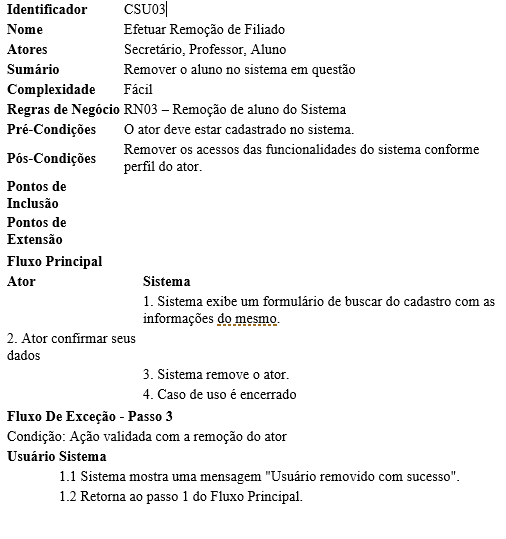 Identificador CSU03
Nome Efetuar Remoção de Filiado
Atores Secretário, Professor, Aluno
Sumário Remover o aluno no sistema em questão
Complexidade Fácil
Regras de Negócio RN03 – Remoção de aluno do Sistema
Pré-Condições O ator deve estar cadastrado no sistema.
Pós-Condições Remover os acessos das funcionalidades do sistema conforme
perfil do ator.
Pontos de
Inclusão
Pontos de
Extensão
Fluxo Principal
Ator Sistema
1. Sistema exibe um formulário de buscar do cadastro com as
informações do mesmo.
2. Ator confirmar seus
dados
3. Sistema remove o ator.
4. Caso de uso é encerrado
Fluxo De Exceção - Passo 3
Condição: Ação validada com a remoção do ator
Usuário Sistema
1.1 Sistema mostra uma mensagem "Usuário removido com sucesso".
1.2 Retorna ao passo 1 do Fluxo Principal.